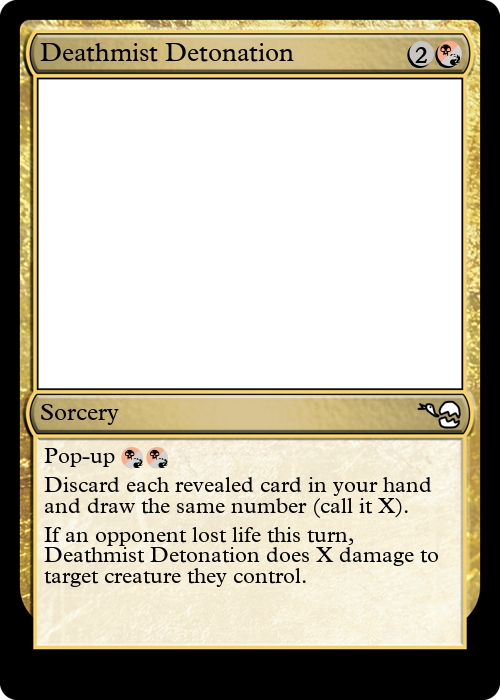 Deathmist Detonation 2
Sorcery
Pop-up
Discard each revealed card in your hand
and draw the same number (call it X).
If an opponent lost life this turn,
Deathmist Detonation does X damage to
target creature they control.